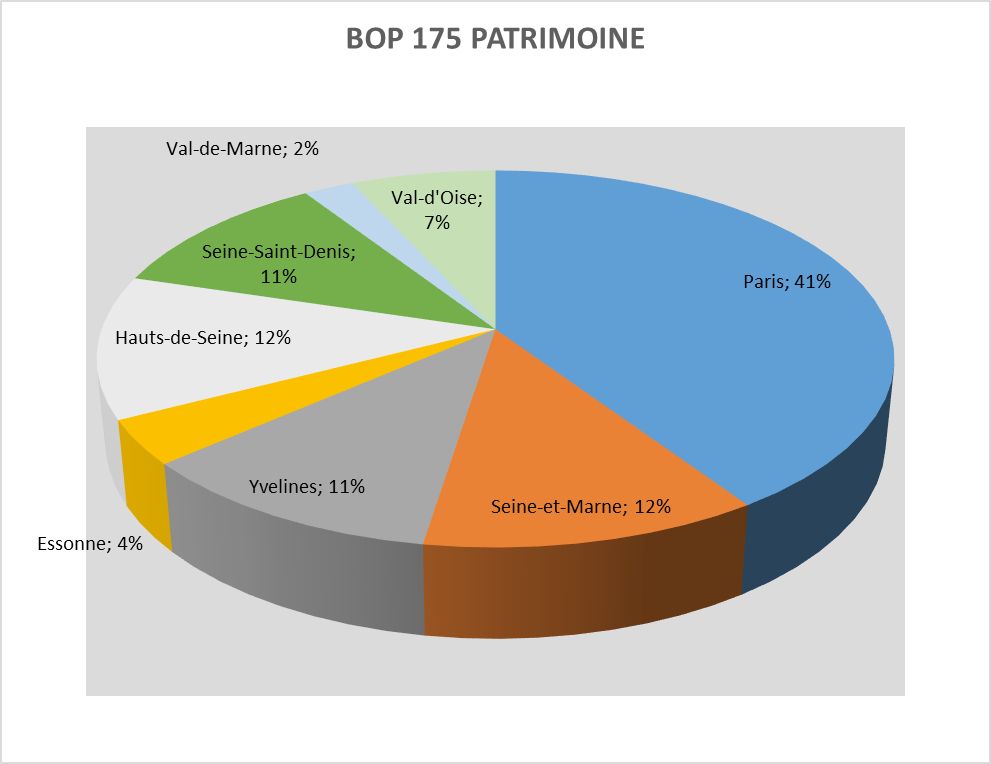 BOP 175 PATRIMOINE
Val-de-Marne; 2%
Val-d'Oise;
7%
Seine-Saint-Denis;
11%
Paris; 41%
Hauts-de-Seine; 12%
Yvelines; 11%
Seine-et-Marne; 12%
Essonne; 4%